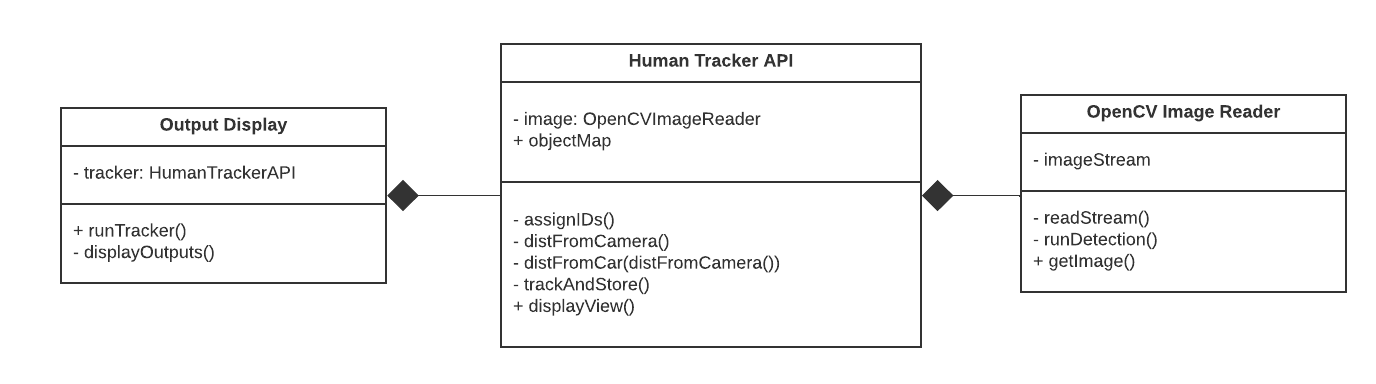 Output Display
- tracker: HumanTrackerAPI
+ runTracker()
- displayOutputs()
Human Tracker API
- image: OpenCVImageReader
+ objectMap
- assignIDs()
- distFromCamera()
- distFromCar(distFromCamera())
- trackAndStore()
+ displayView()
OpenCV Image Reader
- imageStream
- readStream()
- runDetection()
+ getImage()